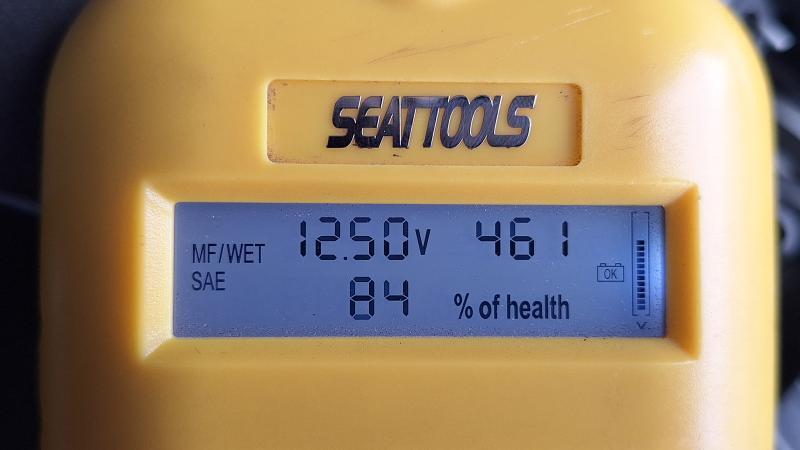 SEATTOOLS
MF/WET 12.50V 461
SAE 84 % of health
OK
V